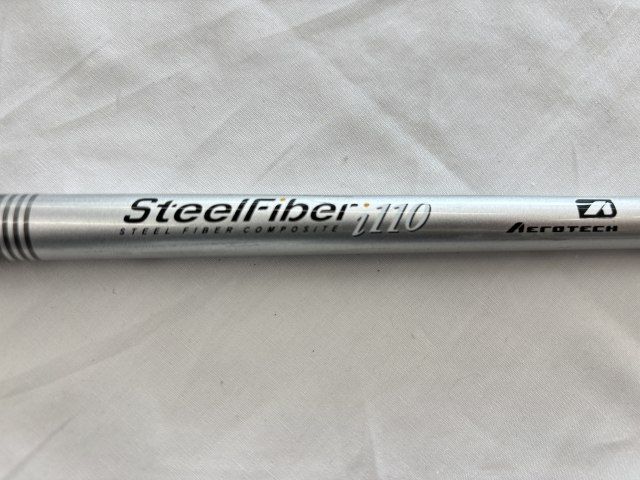 SteelFiber i110
STEEL FIBER COMPOSITE
AEROTECH